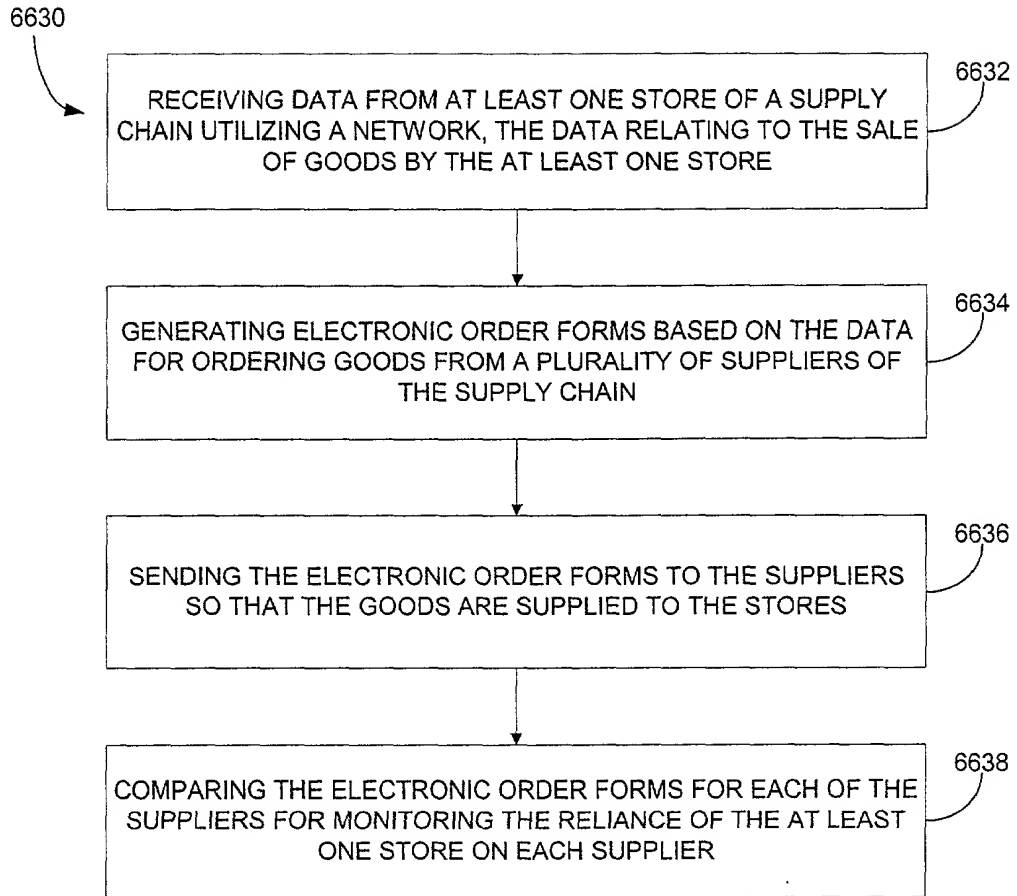 6630
6632
RECEIVING DATA FROM AT LEAST ONE STORE OF A SUPPLY
CHAIN UTILIZING A NETWORK, THE DATA RELATING TO THE SALE
OF GOODS BY THE AT LEAST ONE STORE
6634
GENERATING ELECTRONIC ORDER FORMS BASED ON THE DATA
FOR ORDERING GOODS FROM A PLURALITY OF SUPPLIERS OF
THE SUPPLY CHAIN
6636
SENDING THE ELECTRONIC ORDER FORMS TO THE SUPPLIERS
SO THAT THE GOODS ARE SUPPLIED TO THE STORES
6638
COMPARING THE ELECTRONIC ORDER FORMS FOR EACH OF THE
SUPPLIERS FOR MONITORING THE RELIANCE OF THE AT LEAST
ONE STORE ON EACH SUPPLIER